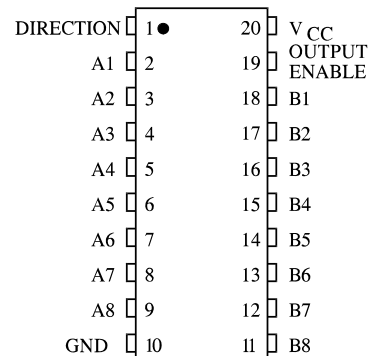 DIRECTION 1 20 VCC
A1 2 19 OUTPUT ENABLE
A2 3 18 B1
A3 4 17 B2
A4 5 16 B3
A5 6 15 B4
A6 7 14 B5
A7 8 13 B6
A8 9 12 B7
GND 10 11 B8